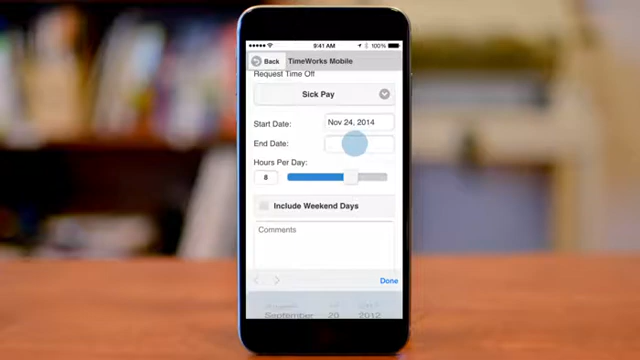 9:41 AM 100%
Back TimeWorks Mobile
Request Time Off
Sick Pay
Start Date: Nov 24, 2014
End Date:
Hours Per Day:
8
Include Weekend Days
Comments
Done
September 20 2012